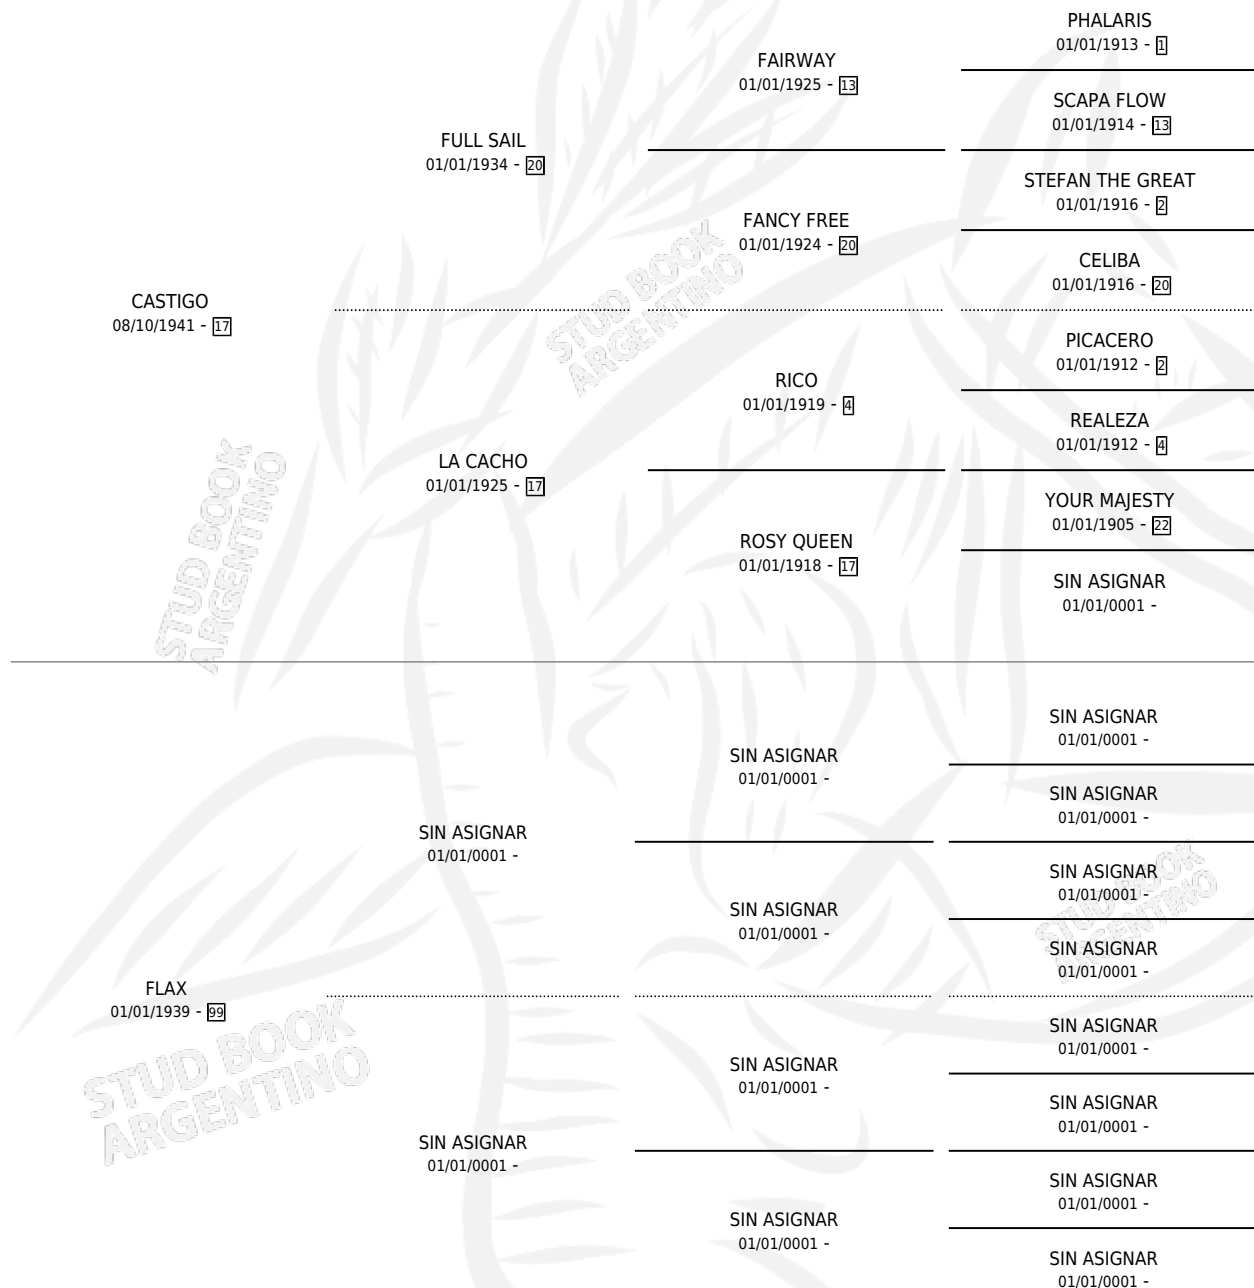 PHALARIS
01/01/1913 - 1
FAIRWAY
01/01/1925 - 13
SCAPA FLOW
01/01/1914 - 13
FULL SAIL
01/01/1934 - 20
STEFAN THE GREAT
01/01/1916 - 2
FANCY FREE
01/01/1924 - 20
CELIBA
01/01/1916 - 20
CASTIGO
08/10/1941 - 17
STUD BOOK
ARGENTINO
PICACERO
01/01/1912 - 2
RICO
01/01/1919 - 4
REALEZA
01/01/1912 - 4
LA CACHO
01/01/1925 - 17
YOUR MAJESTY
01/01/1905 - 22
ROSY QUEEN
01/01/1918 - 17
SIN ASIGNAR
01/01/0001 -
STUD BOOK
ARGENTINO
SIN ASIGNAR
01/01/0001 -
SIN ASIGNAR
01/01/0001 -
SIN ASIGNAR
01/01/0001 -
SIN ASIGNAR
01/01/0001 -
SIN ASIGNAR
01/01/0001 -
STUD BOOK
ARGENTINO
SIN ASIGNAR
01/01/0001 -
SIN ASIGNAR
01/01/0001 -
FLAX
01/01/1939 - 99
STUD BOOK
ARGENTINO
SIN ASIGNAR
01/01/0001 -
SIN ASIGNAR
01/01/0001 -
SIN ASIGNAR
01/01/0001 -
SIN ASIGNAR
01/01/0001 -
SIN ASIGNAR
01/01/0001 -
SIN ASIGNAR
01/01/0001 -
SIN ASIGNAR
01/01/0001 -